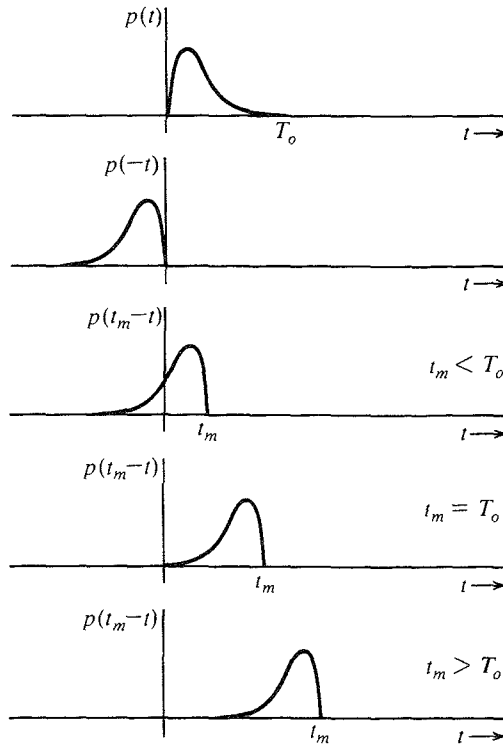 p(t)
T_o
t →
p(−t)
t →
p(t_m−t)
t_m < T_o
t_m
t →
p(t_m−t)
t_m = T_o
t_m
t →
p(t_m−t)
t_m > T_o
t_m
t →